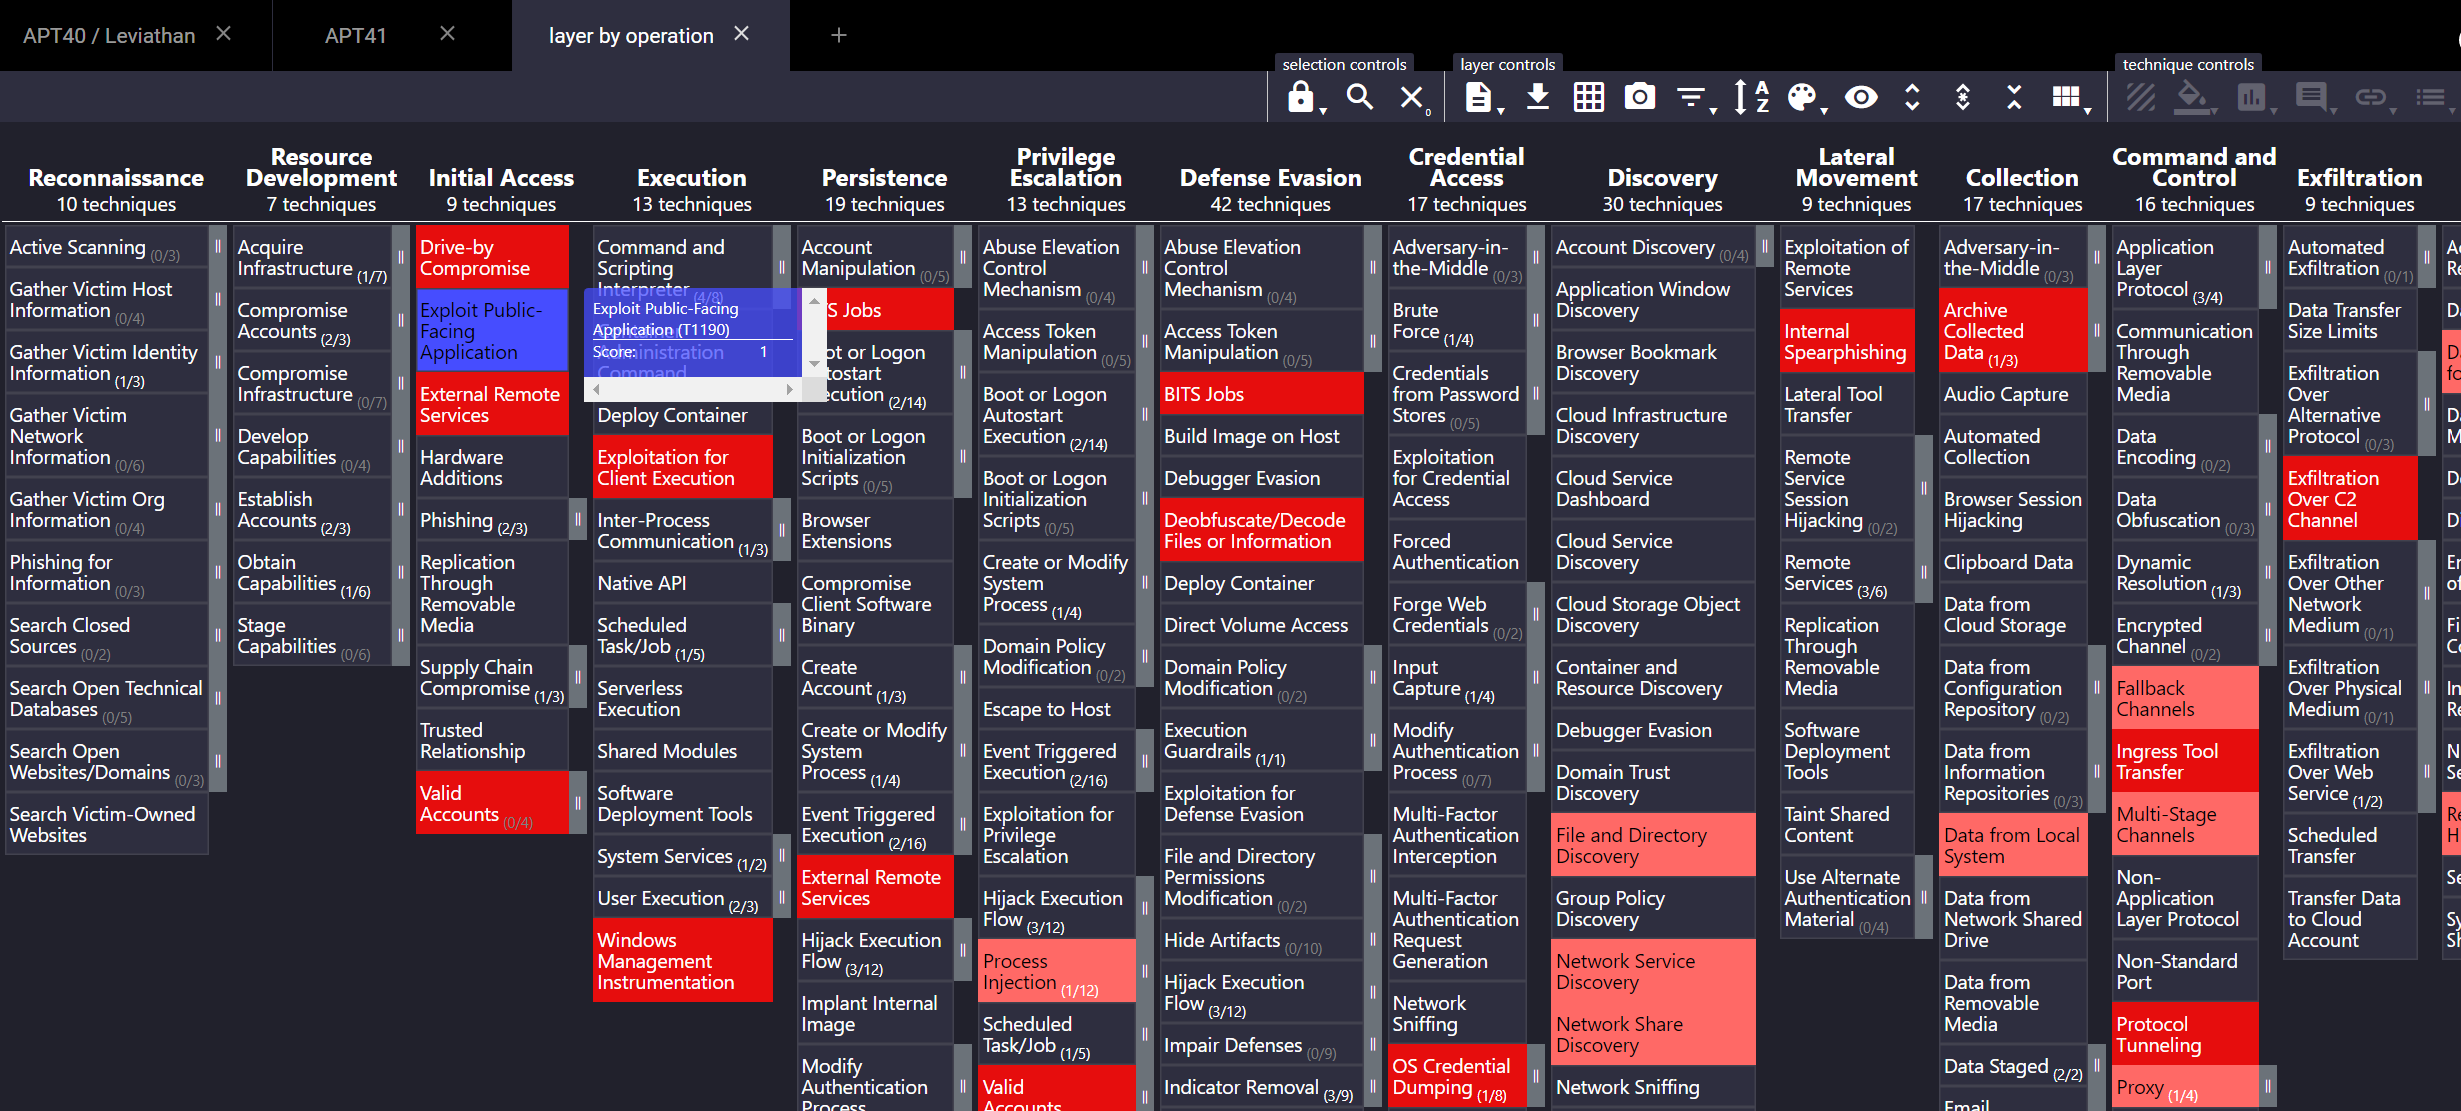 APT40 / Leviathan
APT41
layer by operation
selection controls
layer controls
technique controls
0
A
Z
Reconnaissance
10 techniques
Active Scanning (0/3)
Gather Victim Host
Information (0/4)
Gather Victim Identity
Information (1/3)
Gather Victim
Network
Information (0/6)
Gather Victim Org
Information (0/4)
Phishing for
Information (0/3)
Search Closed
Sources (0/2)
Search Open Technical
Databases (0/5)
Search Open
Websites/Domains (0/3)
Search Victim-Owned
Websites
Resource
Development
7 techniques
Acquire
Infrastructure (1/7)
Compromise
Accounts (2/3)
Compromise
Infrastructure (0/7)
Develop
Capabilities (0/4)
Establish
Accounts (2/3)
Obtain
Capabilities (1/6)
Stage
Capabilities (0/6)
Initial Access
9 techniques
Drive-by
Compromise
Exploit Public-
Facing
Application
External Remote
Services
Hardware
Additions
Phishing (2/3)
Replication
Through
Removable
Media
Supply Chain
Compromise (1/3)
Trusted
Relationship
Valid
Accounts (0/4)
Execution
13 techniques
Command and
Scripting
Interpreter (4/8)
Exploit Public-Facing
Application (T1190)
Score: 1
Administration
Command
Deploy Container
Exploitation for
Client Execution
Inter-Process
Communication (1/3)
Native API
Scheduled
Task/Job (1/5)
Serverless
Execution
Shared Modules
Software
Deployment Tools
System Services (1/2)
User Execution (2/3)
Windows
Management
Instrumentation
Persistence
19 techniques
Account
Manipulation (0/5)
Jobs
or Logon
(2/14)
Boot or Logon
Initialization
Scripts (0/5)
Browser
Extensions
Compromise
Client Software
Binary
Create
Account (1/3)
Create or Modify
System
Process (1/4)
Event Triggered
Execution (2/16)
External Remote
Services
Hijack Execution
Flow (3/12)
Implant Internal
Image
Modify
Authentication
Process
Privilege
Escalation
13 techniques
Abuse Elevation
Control
Mechanism (0/4)
Access Token
Manipulation (0/5)
Boot or Logon
Autostart
Execution (2/14)
Boot or Logon
Initialization
Scripts (0/5)
Create or Modify
System
Process (1/4)
Domain Policy
Modification (0/2)
Escape to Host
Event Triggered
Execution (2/16)
Exploitation for
Privilege
Escalation
Hijack Execution
Flow (3/12)
Process
Injection (1/12)
Scheduled
Task/Job (1/5)
Valid
Accounts
Defense Evasion
42 techniques
Abuse Elevation
Control
Mechanism (0/4)
Access Token
Manipulation (0/5)
BITS Jobs
Build Image on Host
Debugger Evasion
Deobfuscate/Decode
Files or Information
Deploy Container
Direct Volume Access
Domain Policy
Modification (0/2)
Execution
Guardrails (1/1)
Exploitation for
Defense Evasion
File and Directory
Permissions
Modification (0/2)
Hide Artifacts (0/10)
Hijack Execution
Flow (3/12)
Impair Defenses (0/9)
Indicator Removal (3/9)
Credential
Access
17 techniques
Adversary-in-
the-Middle (0/3)
Brute
Force (1/4)
Credentials
from Password
Stores (0/5)
Exploitation
for Credential
Access
Forced
Authentication
Forge Web
Credentials (0/2)
Input
Capture (1/4)
Modify
Authentication
Process (0/7)
Multi-Factor
Authentication
Interception
Multi-Factor
Authentication
Request
Generation
Network
Sniffing
OS Credential
Dumping (1/8)
Discovery
30 techniques
Account Discovery (0/4)
Application Window
Discovery
Browser Bookmark
Discovery
Cloud Infrastructure
Discovery
Cloud Service
Dashboard
Cloud Service
Discovery
Cloud Storage Object
Discovery
Container and
Resource Discovery
Debugger Evasion
Domain Trust
Discovery
File and Directory
Discovery
Group Policy
Discovery
Network Service
Discovery
Network Share
Discovery
Network Sniffing
Lateral
Movement
9 techniques
Exploitation of
Remote
Services
Internal
Spearphishing
Lateral Tool
Transfer
Remote
Service
Session
Hijacking (0/2)
Remote
Services (3/6)
Replication
Through
Removable
Media
Software
Deployment
Tools
Taint Shared
Content
Use Alternate
Authentication
Material (0/4)
Collection
17 techniques
Adversary-in-
the-Middle (0/3)
Archive
Collected
Data (1/3)
Audio Capture
Automated
Collection
Browser Session
Hijacking
Clipboard Data
Data from
Cloud Storage
Data from
Configuration
Repository (0/2)
Data from
Information
Repositories (0/3)
Data from Local
System
Data from
Network Shared
Drive
Data from
Removable
Media
Data Staged (2/2)
Email
Command and
Control
16 techniques
Application
Layer
Protocol (3/4)
Communication
Through
Removable
Media
Data
Encoding (0/2)
Data
Obfuscation (0/3)
Dynamic
Resolution (1/3)
Encrypted
Channel (0/2)
Fallback
Channels
Ingress Tool
Transfer
Multi-Stage
Channels
Non-
Application
Layer Protocol
Non-Standard
Port
Protocol
Tunneling
Proxy (1/4)
Exfiltration
9 techniques
Automated
Exfiltration (0/1)
Data Transfer
Size Limits
Exfiltration
Over
Alternative
Protocol (0/3)
Exfiltration
Over C2
Channel
Exfiltration
Over Other
Network
Medium (0/1)
Exfiltration
Over Physical
Medium (0/1)
Exfiltration
Over Web
Service (1/2)
Scheduled
Transfer
Transfer Data
to Cloud
Account